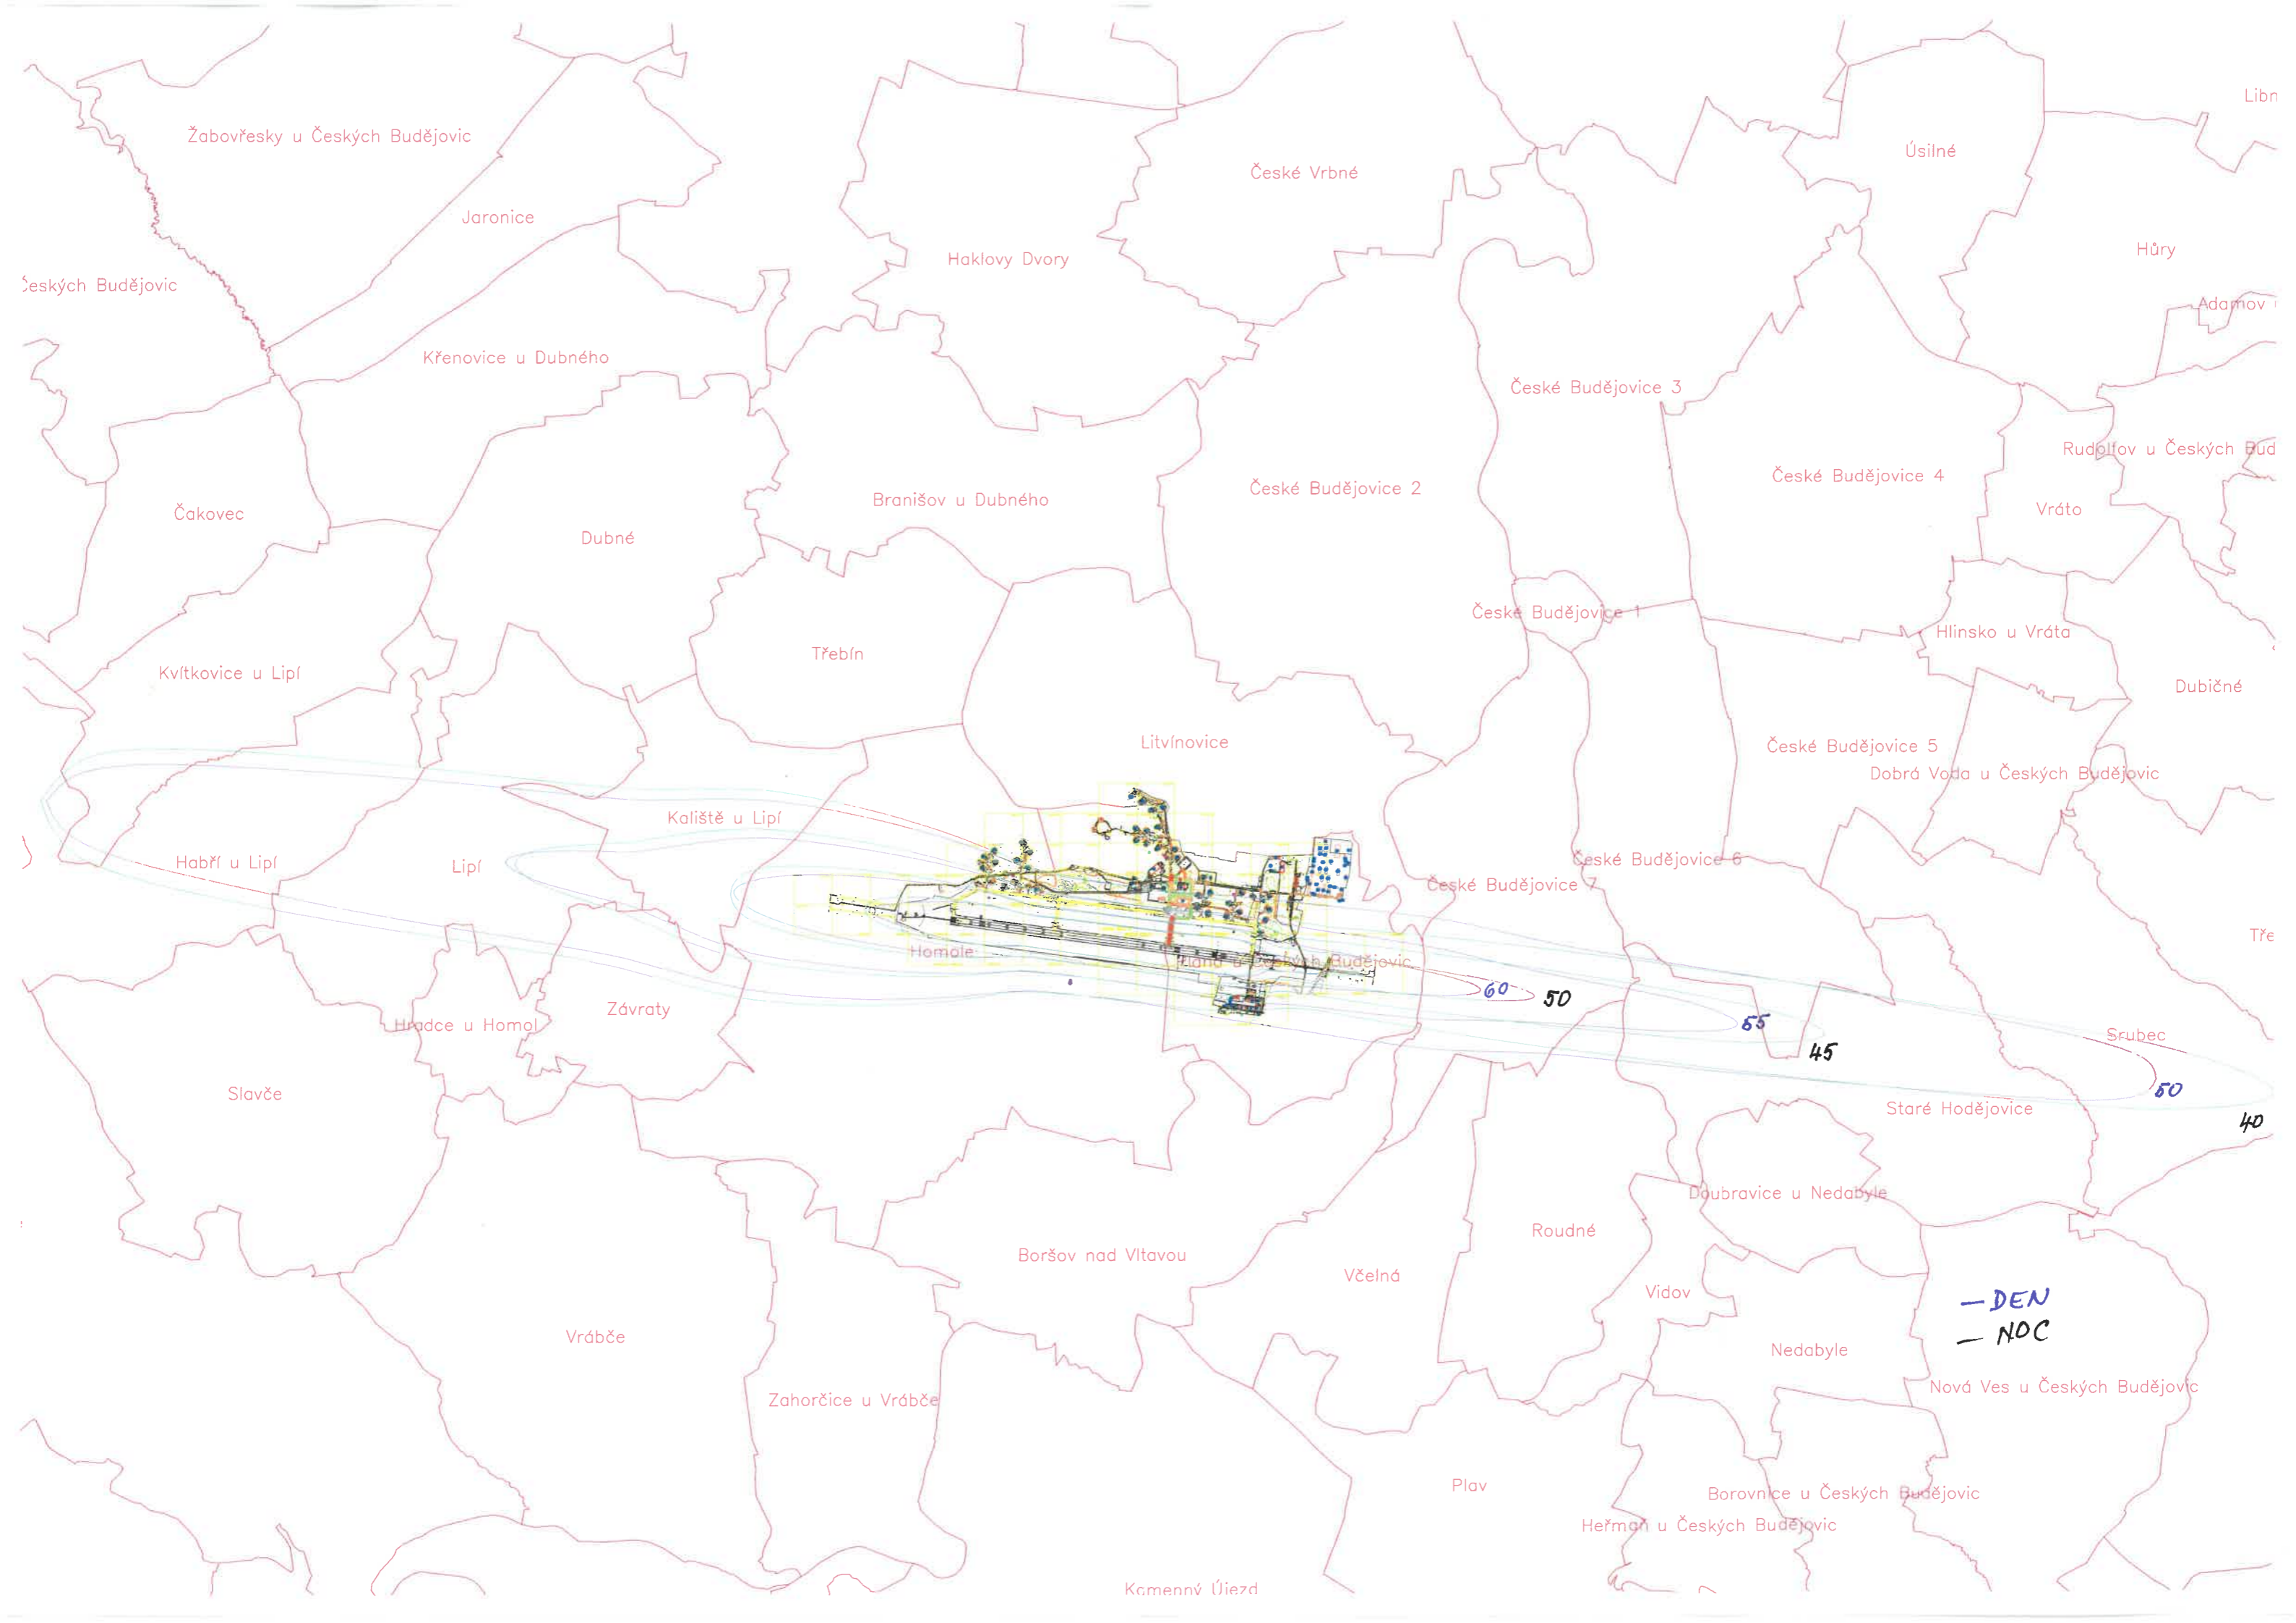 Libn
Žabovřesky u Českých Budějovic
Úsilné
České Vrbné
Jaronice
Hůry
Haklovy Dvory
Českých Budějovic
Adamov
Křenovice u Dubného
České Budějovice 3
Rudolfov u Českých Bud
České Budějovice 4
České Budějovice 2
Branišov u Dubného
Vráto
Čakovec
Dubné
České Budějovice 1
Hlinsko u Vráta
Třebín
Kvítkovice u Lipí
Dubičné
Litvínovice
České Budějovice 5
Dobrá Voda u Českých Budějovic
Kaliště u Lipí
České Budějovice 6
Habří u Lipí
Lipí
České Budějovice 7
Tře
Homole
Planá u Českých Budějovic
60
50
Závraty
55
Hradce u Homol
Srubec
45
50
Slavče
Staré Hodějovice
40
Doubravice u Nedabyle
Roudné
Boršov nad Vltavou
Včelná
Vidov
— DEN
— NOC
Vrábče
Nedabyle
Nová Ves u Českých Budějovic
Zahorčice u Vrábče
Plav
Borovnice u Českých Budějovic
Heřmaň u Českých Budějovic
Kamenný Újezd